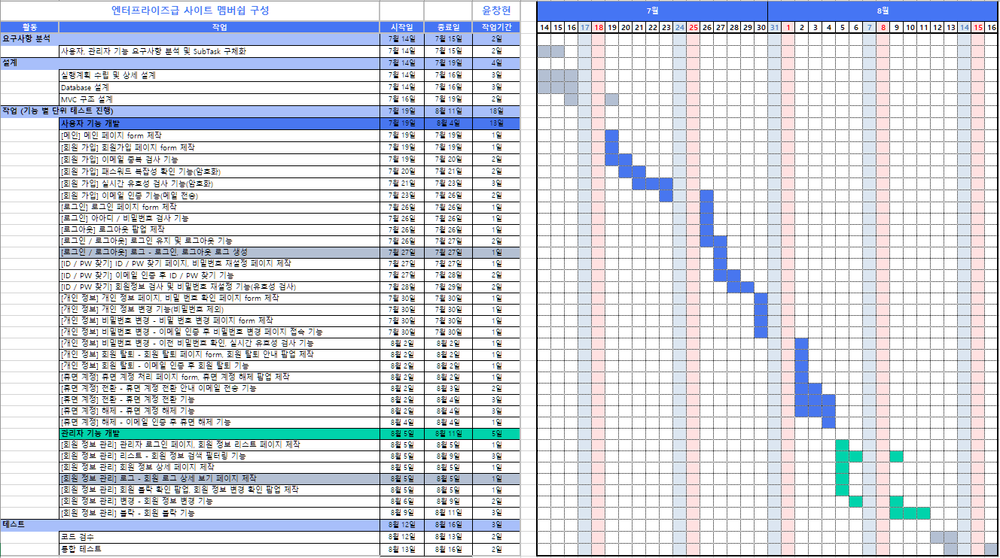 엔터프라이즈급 사이트 멤버쉽 구성 윤창현 7월 8월
활동 작업 시작일 종료일 작업기간 14 15 16 17 18 19 20 21 22 23 24 25 26 27 28 29 30 31 1 2 3 4 5 6 7 8 9 10 11 12 13 14 15 16
요구사항 분석 7월 14일 7월 15일 2일
사용자, 관리자 기능 요구사항 분석 및 SubTask 구체화 7월 14일 7월 15일 2일
설계 7월 14일 7월 19일 4일
실행계획 수립 및 상세 설계 7월 14일 7월 16일 3일
Database 설계 7월 14일 7월 16일 3일
MVC 구조 설계 7월 16일 7월 19일 2일
작업 (기능 별 단위 테스트 진행) 7월 19일 8월 11일 18일
사용자 기능 개발 7월 19일 8월 4일 13일
[메인] 메인 페이지 form 제작 7월 19일 7월 19일 1일
[회원 가입] 회원가입 페이지 form 제작 7월 19일 7월 19일 1일
[회원 가입] 이메일 중복 검사 기능 7월 19일 7월 20일 2일
[회원 가입] 패스워드 복잡성 확인 기능(암호화) 7월 20일 7월 21일 2일
[회원 가입] 실시간 유효성 검사 기능(암호화) 7월 21일 7월 23일 3일
[회원 가입] 이메일 인증 기능(메일 전송) 7월 23일 7월 26일 2일
[로그인] 로그인 페이지 form 제작 7월 26일 7월 26일 1일
[로그인] 아아디 / 비밀번호 검사 기능 7월 26일 7월 26일 1일
[로그아웃] 로그아웃 팝업 제작 7월 26일 7월 26일 1일
[로그인 / 로그아웃] 로그인 유지 및 로그아웃 기능 7월 26일 7월 27일 2일
[로그인 / 로그아웃] 로그 - 로그인, 로그아웃 로그 생성 7월 27일 7월 27일 1일
[ID / PW 찾기] ID / PW 찾기 페이지, 비밀번호 재설정 페이지 제작 7월 27일 7월 27일 1일
[ID / PW 찾기] 이메일 인증 후 ID / PW 찾기 기능 7월 27일 7월 28일 2일
[ID / PW 찾기] 회원정보 검사 및 비밀번호 재설정 기능(유효성 검사) 7월 28일 7월 29일 2일
[개인 정보] 개인 정보 페이지, 비밀 번호 확인 페이지 form 제작 7월 30일 7월 30일 1일
[개인 정보] 개인 정보 변경 기능(비밀번호 제외) 7월 30일 7월 30일 1일
[개인 정보] 비밀번호 변경 - 비밀 번호 변경 페이지 form 제작 7월 30일 7월 30일 1일
[개인 정보] 비밀번호 변경 - 이메일 인증 후 비밀번호 변경 페이지 접속 기능 7월 30일 7월 30일 1일
[개인 정보] 비밀번호 변경 - 이전 비밀번호 확인, 실시간 유효성 검사 기능 8월 2일 8월 2일 1일
[개인 정보] 회원 탈퇴 - 회원 탈퇴 페이지 form, 회원 탈퇴 안내 팝업 제작 8월 2일 8월 2일 1일
[개인 정보] 회원 탈퇴 - 이메일 인증 후 회원 탈퇴 기능 8월 2일 8월 2일 1일
[휴면 계정] 휴면 계정 처리 페이지 form, 휴면 계정 해제 팝업 제작 8월 2일 8월 2일 1일
[휴면 계정] 전환 - 휴면 계정 전환 안내 이메일 전송 기능 8월 2일 8월 3일 2일
[휴면 계정] 전환 - 휴면 계정 전환 기능 8월 2일 8월 4일 3일
[휴면 계정] 해제 - 휴면 계정 해제 기능 8월 2일 8월 4일 3일
[휴면 계정] 해제 - 이메일 인증 후 휴면 해제 기능 8월 4일 8월 4일 1일
관리자 기능 개발 8월 5일 8월 11일 5일
[회원 정보 관리] 관리자 로그인 페이지, 회원 정보 리스트 페이지 제작 8월 5일 8월 5일 1일
[회원 정보 관리] 리스트 - 회원 정보 검색 필터링 기능 8월 5일 8월 9일 3일
[회원 정보 관리] 회원 정보 상세 페이지 제작 8월 5일 8월 5일 1일
[회원 정보 관리] 로그 - 회원 로그 상세 보기 페이지 제작 8월 5일 8월 5일 1일
[회원 정보 관리] 회원 블락 확인 팝업, 회원 정보 변경 확인 팝업 제작 8월 5일 8월 5일 1일
[회원 정보 관리] 변경 - 회원 정보 변경 기능 8월 6일 8월 9일 2일
[회원 정보 관리] 블락 - 회원 블락 기능 8월 9일 8월 11일 3일
테스트 8월 12일 8월 16일 3일
코드 검수 8월 12일 8월 13일 2일
통합 테스트 8월 13일 8월 16일 2일